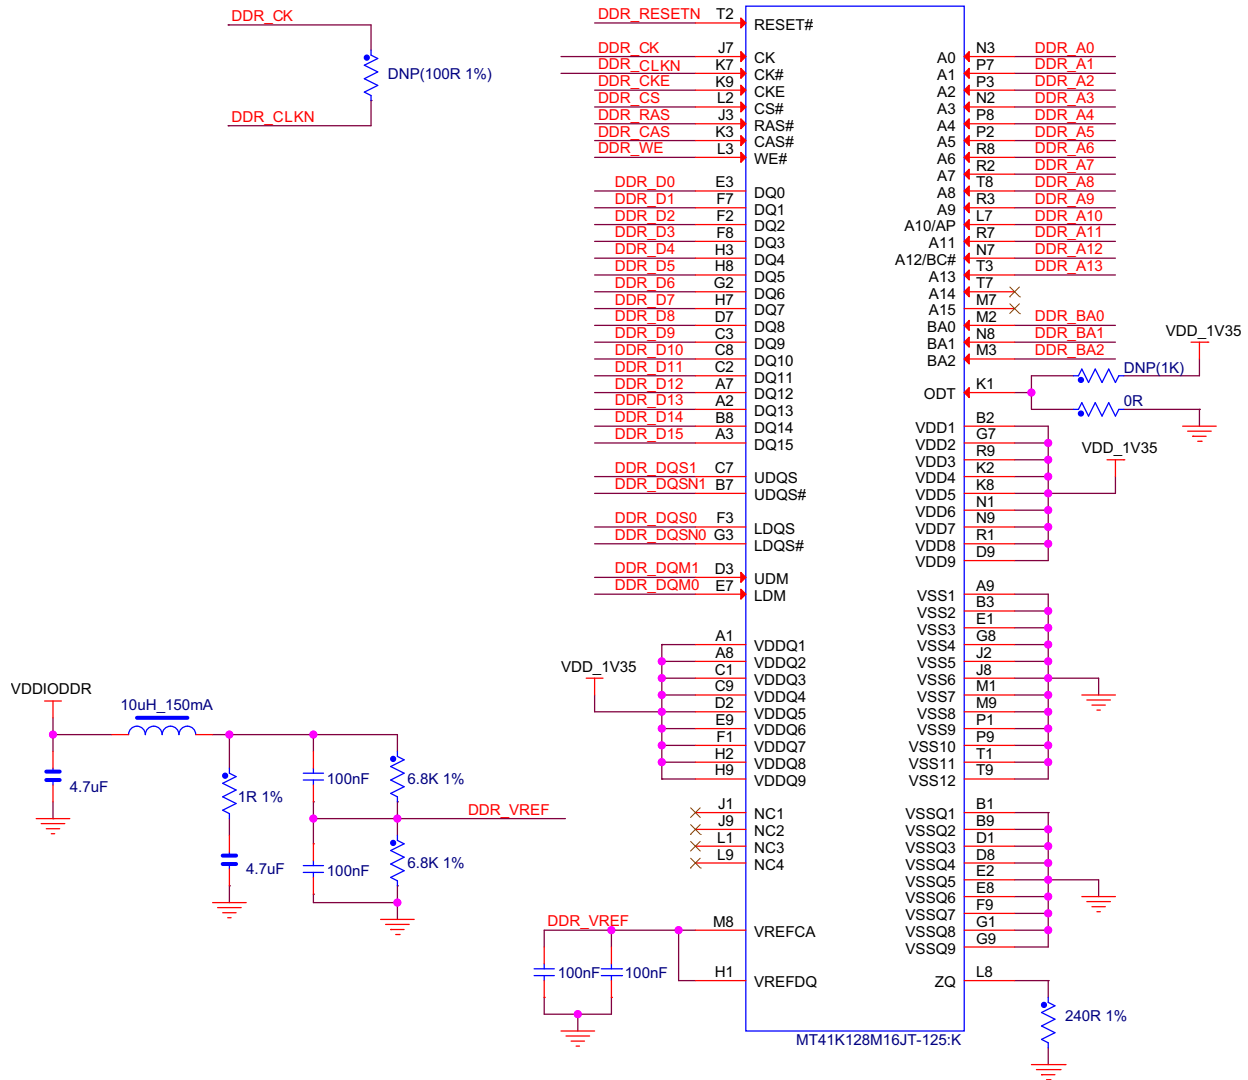 DDR_CK
DNP(100R 1%)
DDR_CLKN
DDR_RESETN T2 RESET#
DDR_CK J7 CK
DDR_CLKN K7 CK#
DDR_CKE K9 CKE
DDR_CS L2 CS#
DDR_RAS J3 RAS#
DDR_CAS K3 CAS#
DDR_WE L3 WE#
DDR_D0 E3 DQ0
DDR_D1 F7 DQ1
DDR_D2 F2 DQ2
DDR_D3 F8 DQ3
DDR_D4 H3 DQ4
DDR_D5 H8 DQ5
DDR_D6 G2 DQ6
DDR_D7 H7 DQ7
DDR_D8 D7 DQ8
DDR_D9 C3 DQ9
DDR_D10 C8 DQ10
DDR_D11 C2 DQ11
DDR_D12 A7 DQ12
DDR_D13 A2 DQ13
DDR_D14 B8 DQ14
DDR_D15 A3 DQ15
DDR_DQS1 C7 UDQS
DDR_DQSN1 B7 UDQS#
DDR_DQS0 F3 LDQS
DDR_DQSN0 G3 LDQS#
DDR_DQM1 D3 UDM
DDR_DQM0 E7 LDM
VDD_1V35
A1 VDDQ1
A8 VDDQ2
C1 VDDQ3
C9 VDDQ4
D2 VDDQ5
E9 VDDQ6
F1 VDDQ7
H2 VDDQ8
H9 VDDQ9
J1 NC1
J9 NC2
L1 NC3
L9 NC4
DDR_VREF
M8 VREFCA
H1 VREFDQ
100nF
100nF
A0 N3 DDR_A0
A1 P7 DDR_A1
A2 P3 DDR_A2
A3 N2 DDR_A3
A4 P8 DDR_A4
A5 P2 DDR_A5
A6 R8 DDR_A6
A7 R2 DDR_A7
A8 T8 DDR_A8
A9 R3 DDR_A9
A10/AP L7 DDR_A10
A11 R7 DDR_A11
A12/BC# N7 DDR_A12
A13 T3 DDR_A13
A14 T7
A15 M7
BA0 M2 DDR_BA0
BA1 N8 DDR_BA1
BA2 M3 DDR_BA2
VDD_1V35
DNP(1K)
ODT K1
0R
VDD1 B2
VDD2 G7
VDD3 R9
VDD4 K2
VDD5 K8
VDD6 N1
VDD7 N9
VDD8 R1
VDD9 D9
VDD_1V35
VSS1 A9
VSS2 B3
VSS3 E1
VSS4 G8
VSS5 J2
VSS6 J8
VSS7 M1
VSS8 M9
VSS9 P1
VSS10 P9
VSS11 T1
VSS12 T9
VSSQ1 B1
VSSQ2 B9
VSSQ3 D1
VSSQ4 D8
VSSQ5 E2
VSSQ6 E8
VSSQ7 F9
VSSQ8 G1
VSSQ9 G9
ZQ L8
240R 1%
MT41K128M16JT-125:K
VDDIODDR
10uH_150mA
4.7uF
1R 1%
4.7uF
100nF
6.8K 1%
DDR_VREF
100nF
6.8K 1%